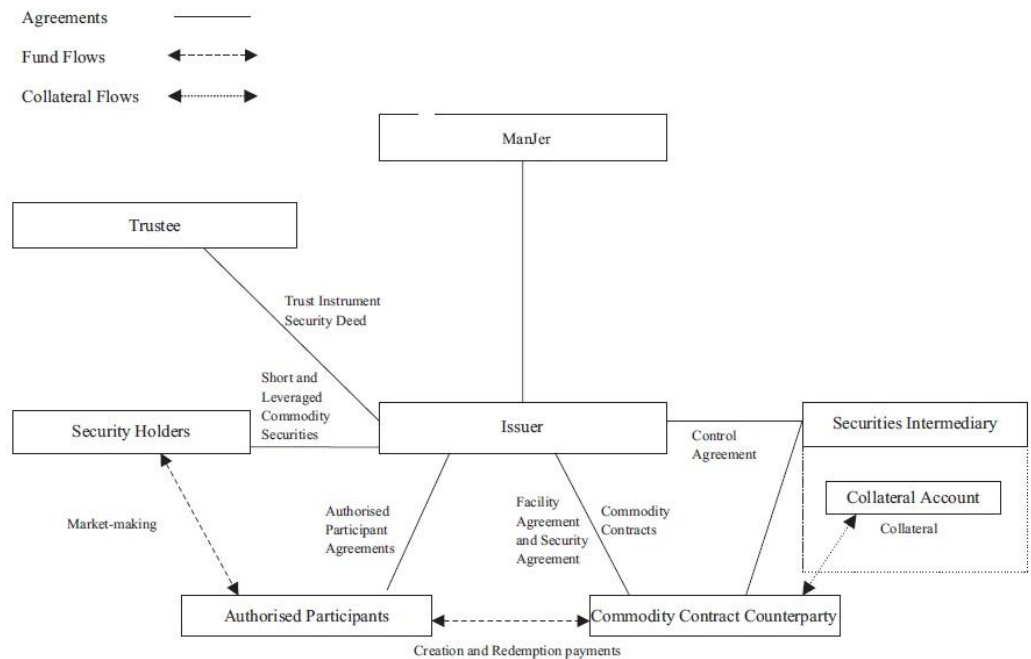 Agreements
Fund Flows
Collateral Flows
ManJer
Trustee
Trust Instrument
Security Deed
Short and
Leveraged
Commodity
Securities
Security Holders
Issuer
Control
Agreement
Securities Intermediary
Collateral Account
Collateral
Market-making
Authorised
Participant
Agreements
Facility
Agreement
and Security
Agreement
Commodity
Contracts
Authorised Participants
Commodity Contract Counterparty
Creation and Redemption payments